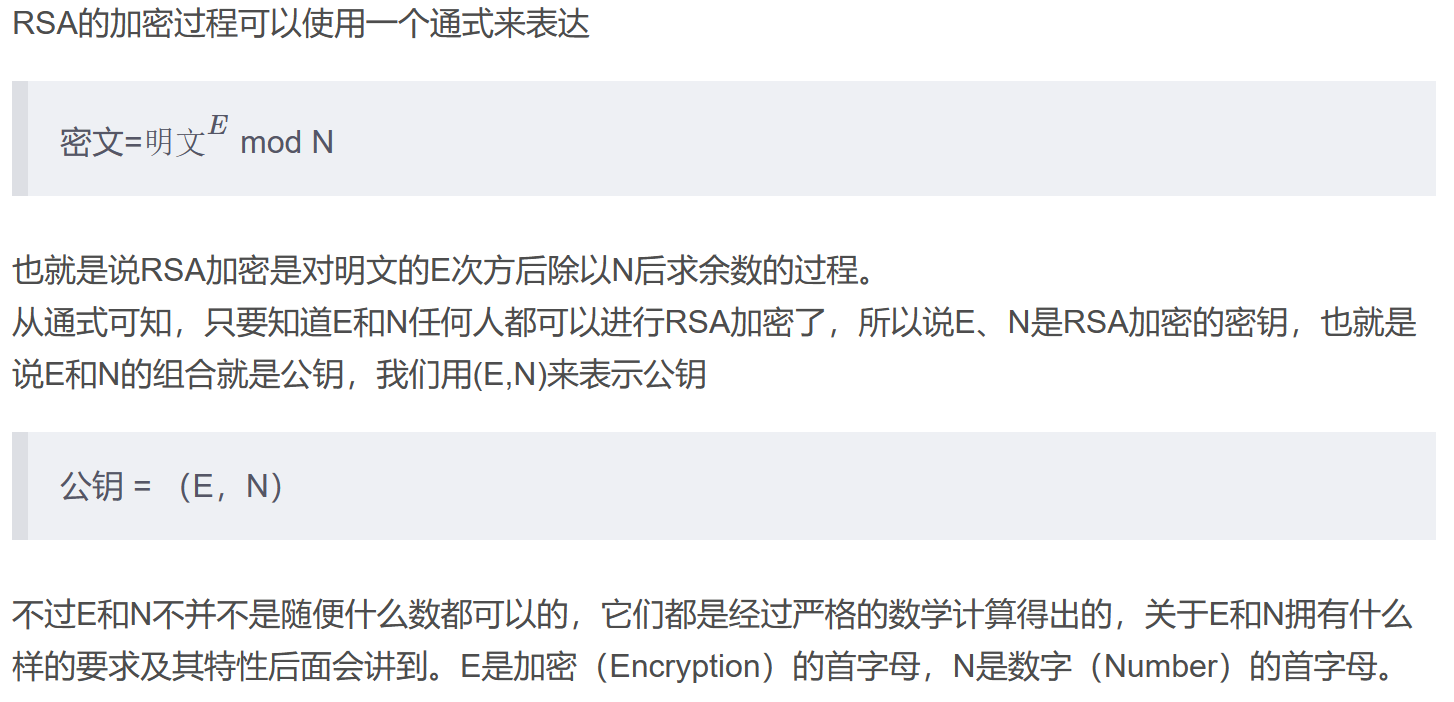 RSA的加密过程可以使用一个通式来表达
密文=明文^E mod N
也就是说RSA加密是对明文的E次方后除以N后求余数的过程。
从通式可知，只要知道E和N任何人都可以进行RSA加密了，所以说E、N是RSA加密的密钥，也就是
说E和N的组合就是公钥，我们用(E,N)来表示公钥
公钥 = （E，N）
不过E和N不并不是随便什么数都可以的，它们都是经过严格的数学计算得出的，关于E和N拥有什么
样的要求及其特性后面会讲到。E是加密（Encryption）的首字母，N是数字（Number）的首字母。